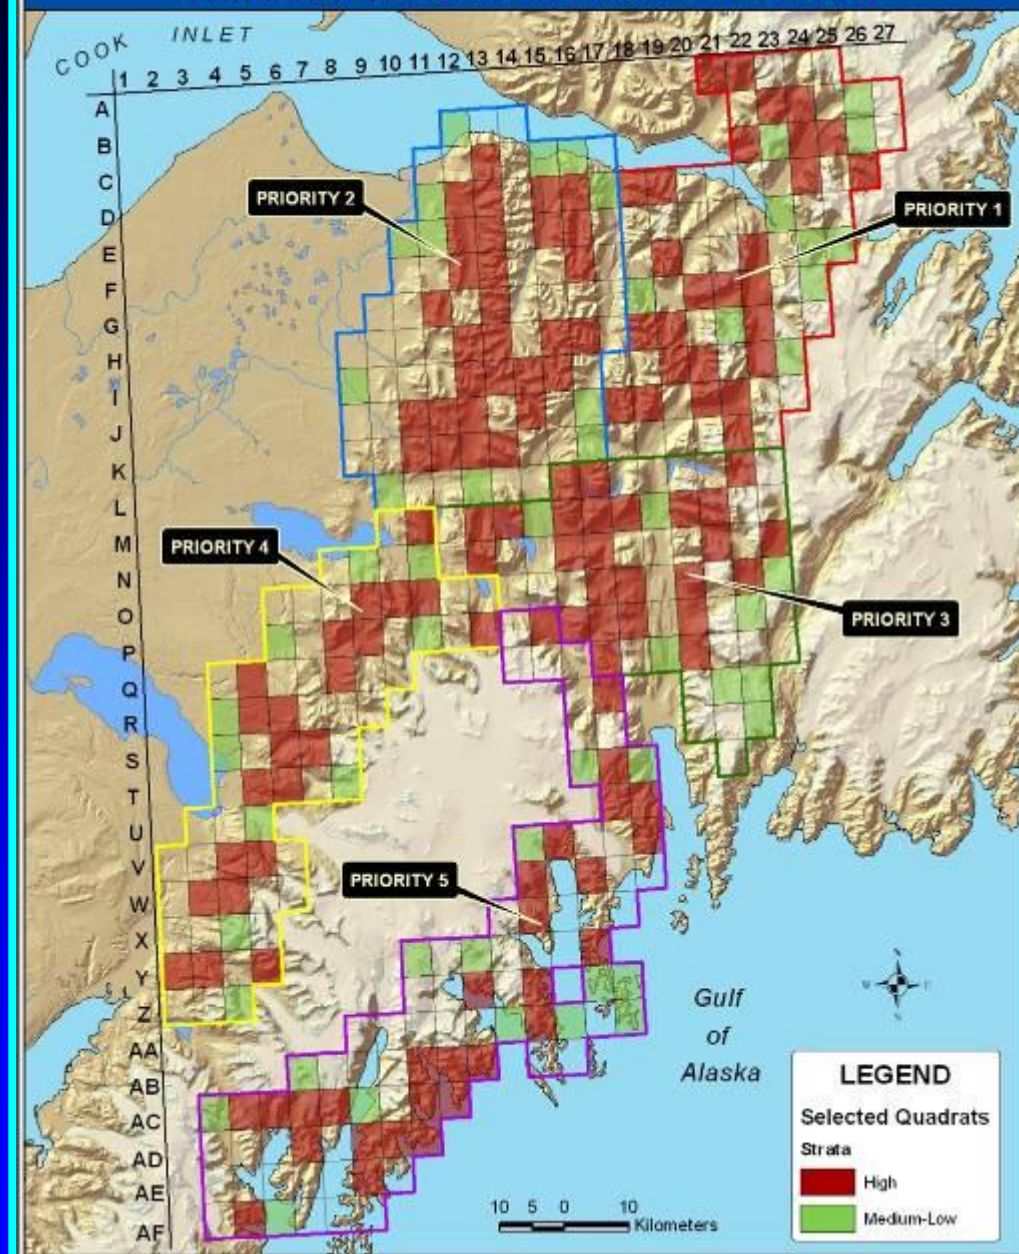 COOK INLET
1 2 3 4 5 6 7 8 9 10 11 12 13 14 15 16 17 18 19 20 21 22 23 24 25 26 27
A
B
C
PRIORITY 2
PRIORITY 1
D
E
F
G
H
I
J
K
L
M
PRIORITY 4
N
O
PRIORITY 3
P
Q
R
S
T
U
V
PRIORITY 5
W
X
Y
Z
N
W
E
S
Gulf
of
Alaska
AA
AB
AC
AD
AE
AF
LEGEND
Selected Quadrats
Strata
High
Medium-Low
10 5 0 10
Kilometers